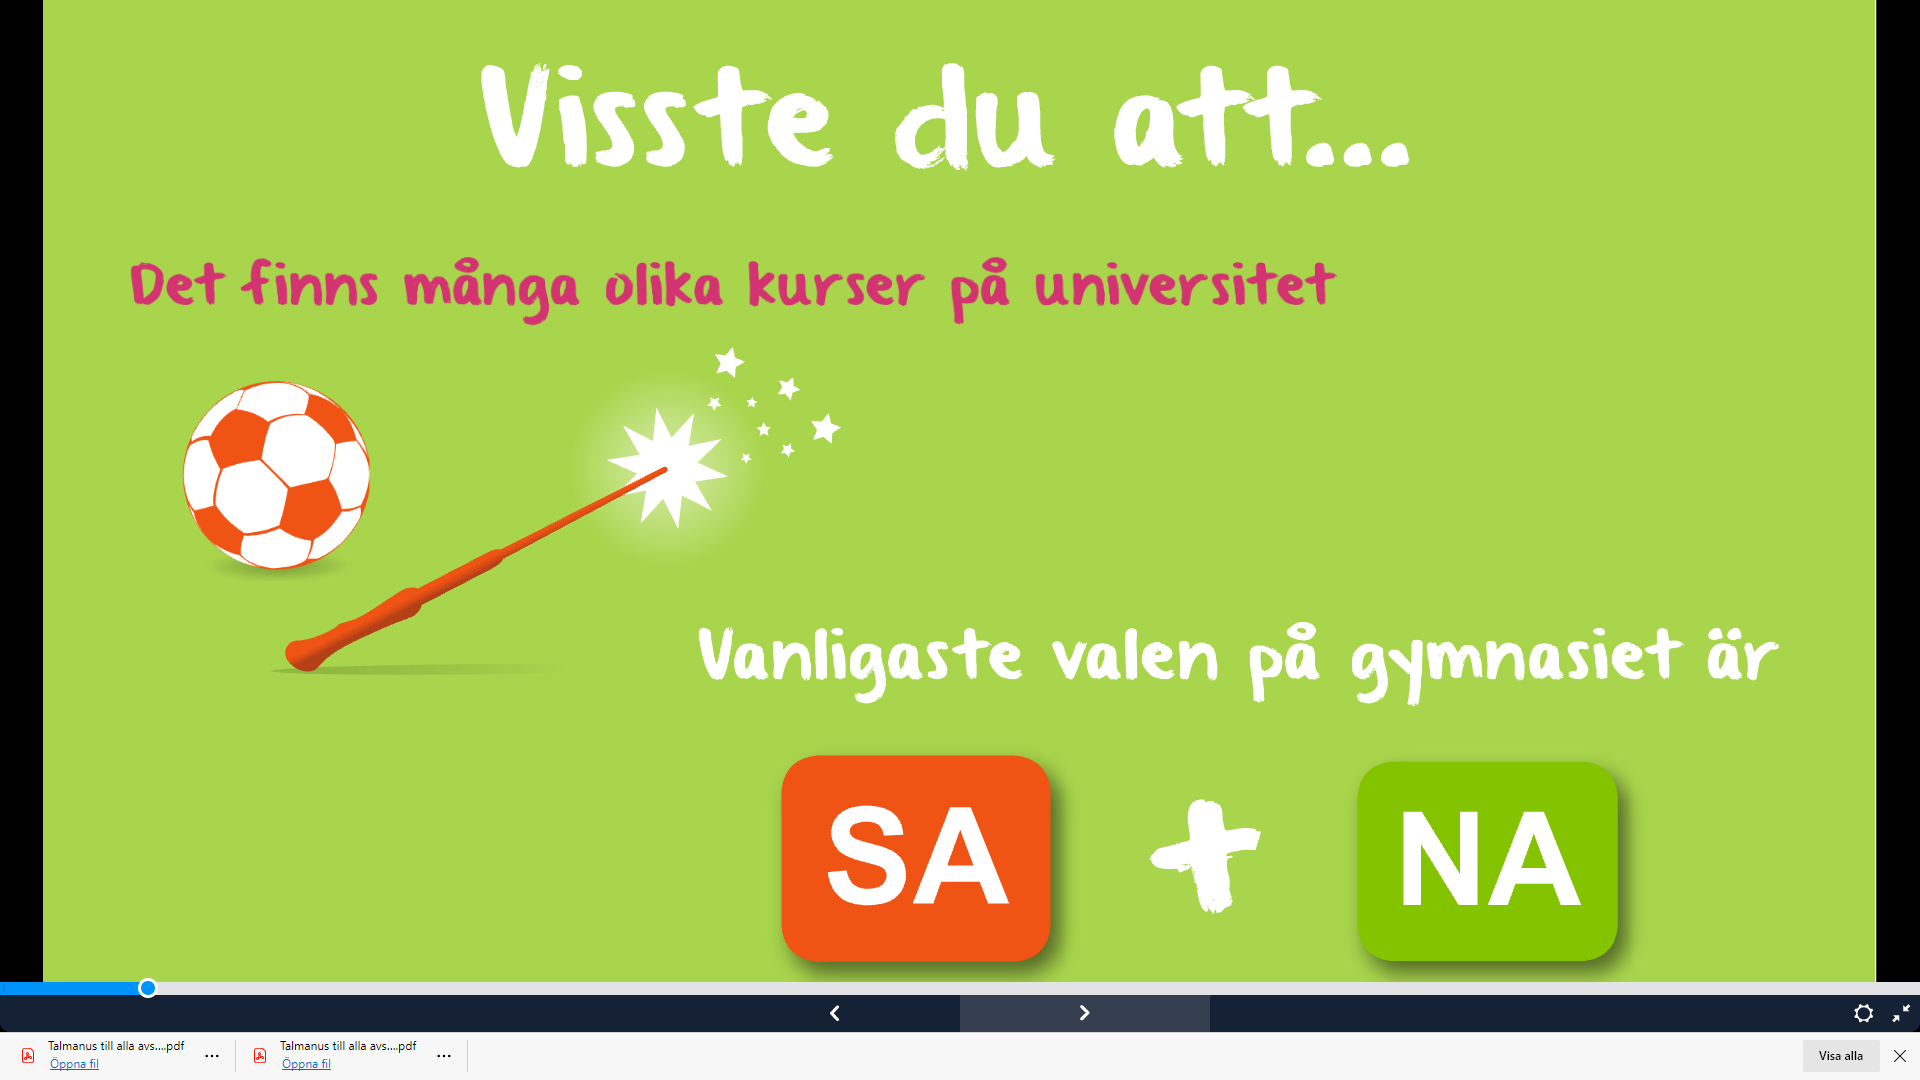 Visste du att...
Det finns många olika kurser på universitet
Vanligaste valen på gymnasiet är
SA + NA
Talmanus till alla avs....pdf
Öppna fil
Talmanus till alla avs....pdf
Öppna fil
Visa alla